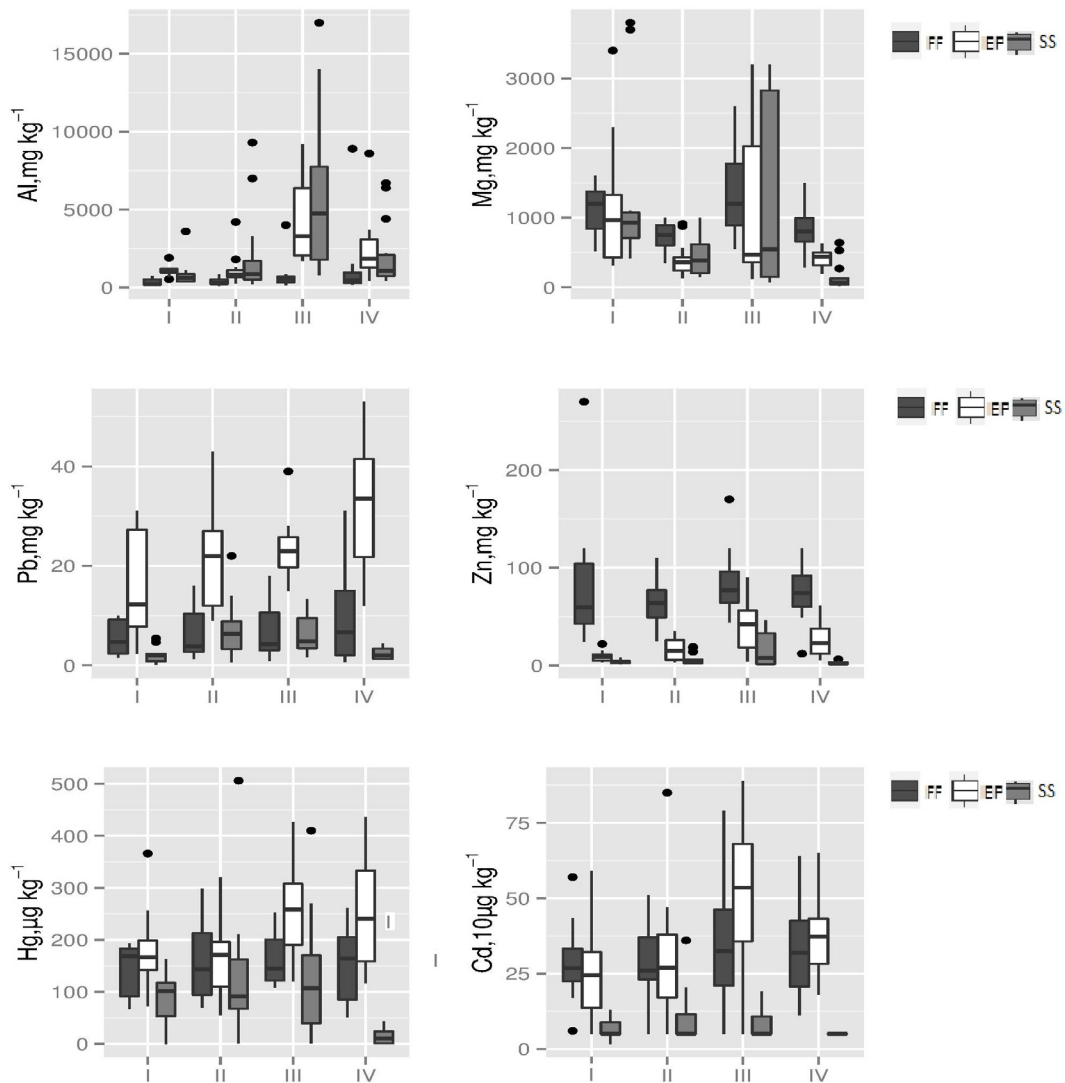 Al,mg kg⁻¹
15000
10000
5000
0
I II III IV
Mg,mg kg⁻¹
3000
2000
1000
0
I II III IV
FF EF SS
Pb,mg kg⁻¹
40
20
0
I II III IV
Zn,mg kg⁻¹
200
100
0
I II III IV
FF EF SS
Hg,µg kg⁻¹
500
400
300
200
100
0
I II III IV
Cd,10µg kg⁻¹
75
50
25
0
I II III IV
FF EF SS